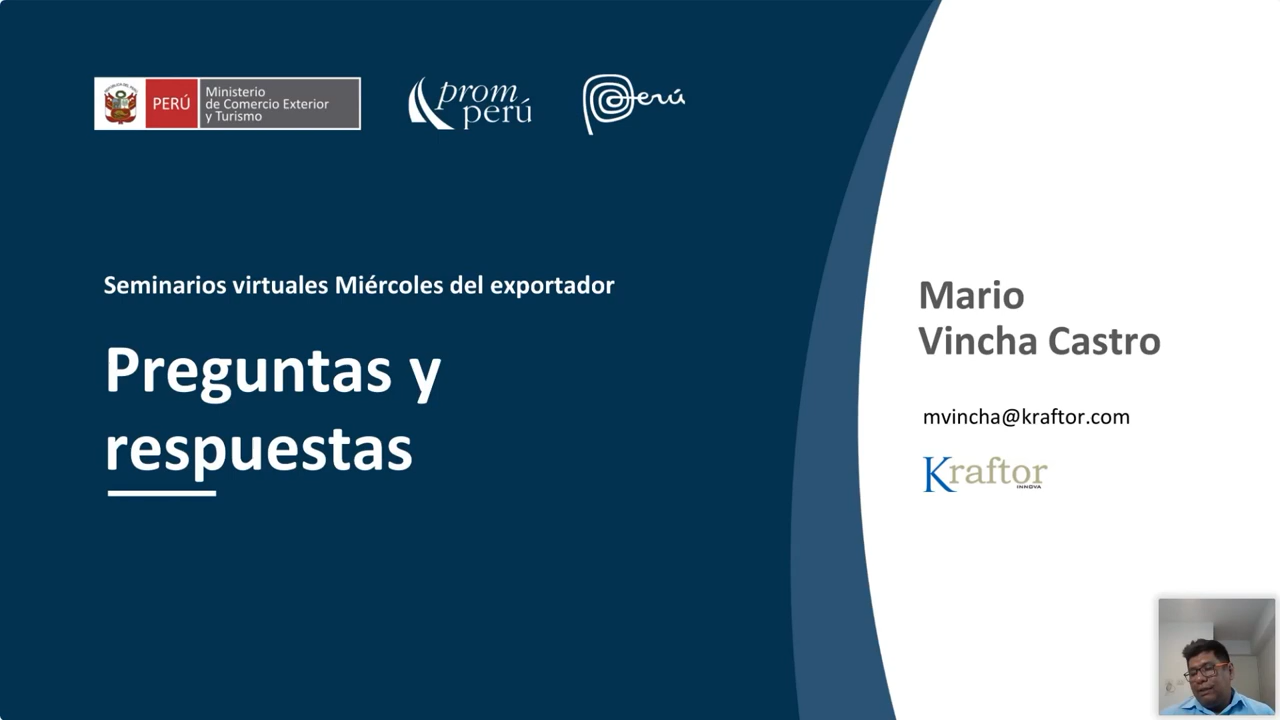 PERÚ
Ministerio
de Comercio Exterior
y Turismo
prom
perú
Perú
Seminarios virtuales Miércoles del exportador
Preguntas y
respuestas
Mario
Vincha Castro
mvincha@kraftor.com
Kraftor
INNOVA